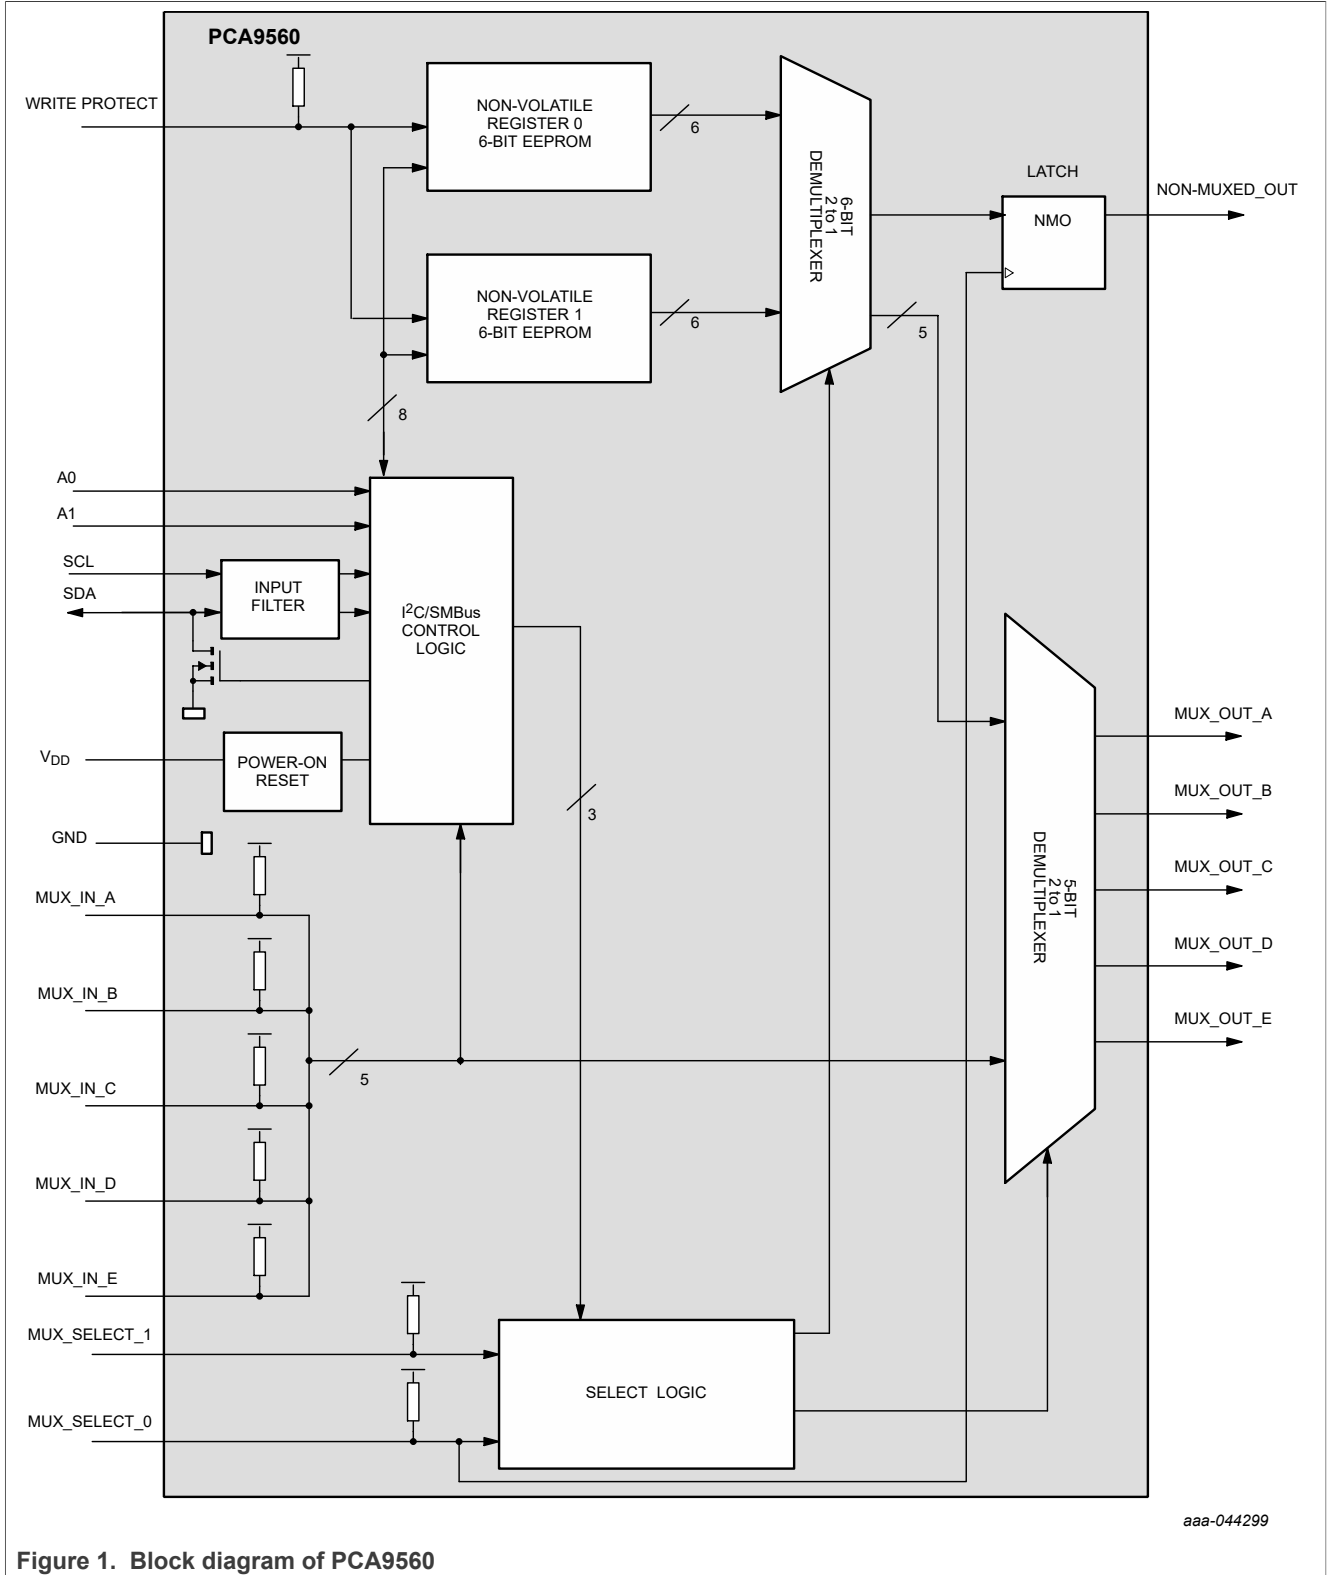 PCA9560
WRITE PROTECT
NON-VOLATILE
REGISTER 0
6-BIT EEPROM
6
6-BIT
2 to 1
DEMULTIPLEXER
LATCH
NMO
NON-MUXED_OUT
NON-VOLATILE
REGISTER 1
6-BIT EEPROM
6
5
8
A0
A1
SCL
SDA
INPUT
FILTER
I2C/SMBus
CONTROL
LOGIC
VDD
POWER-ON
RESET
GND
3
MUX_IN_A
MUX_IN_B
MUX_IN_C
MUX_IN_D
MUX_IN_E
5
5-BIT
2 to 1
DEMULTIPLEXER
MUX_OUT_A
MUX_OUT_B
MUX_OUT_C
MUX_OUT_D
MUX_OUT_E
MUX_SELECT_1
MUX_SELECT_0
SELECT LOGIC
aaa-044299
Figure 1. Block diagram of PCA9560